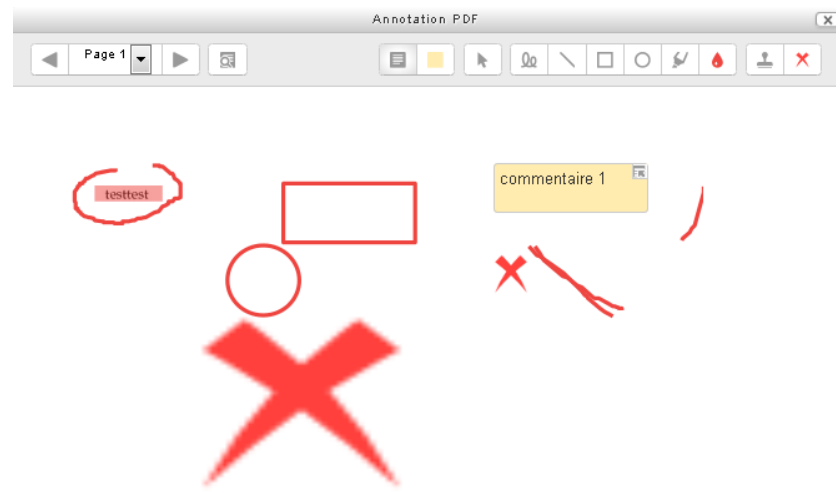 Annotation PDF
Page 1
testtest
commentaire 1